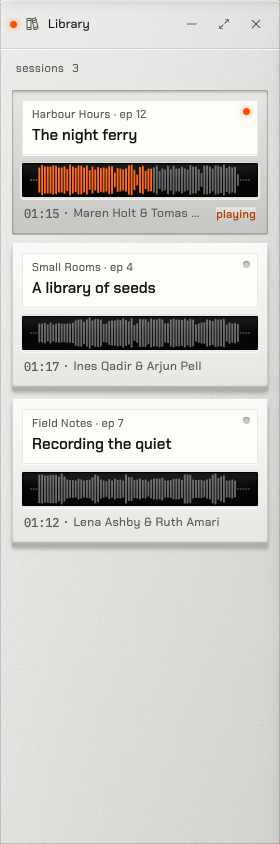 Library
sessions 3
Harbour Hours · ep 12
The night ferry
01:15 · Maren Holt & Tomas ... playing
Small Rooms · ep 4
A library of seeds
01:17 · Ines Qadir & Arjun Pell
Field Notes · ep 7
Recording the quiet
01:12 · Lena Ashby & Ruth Amari